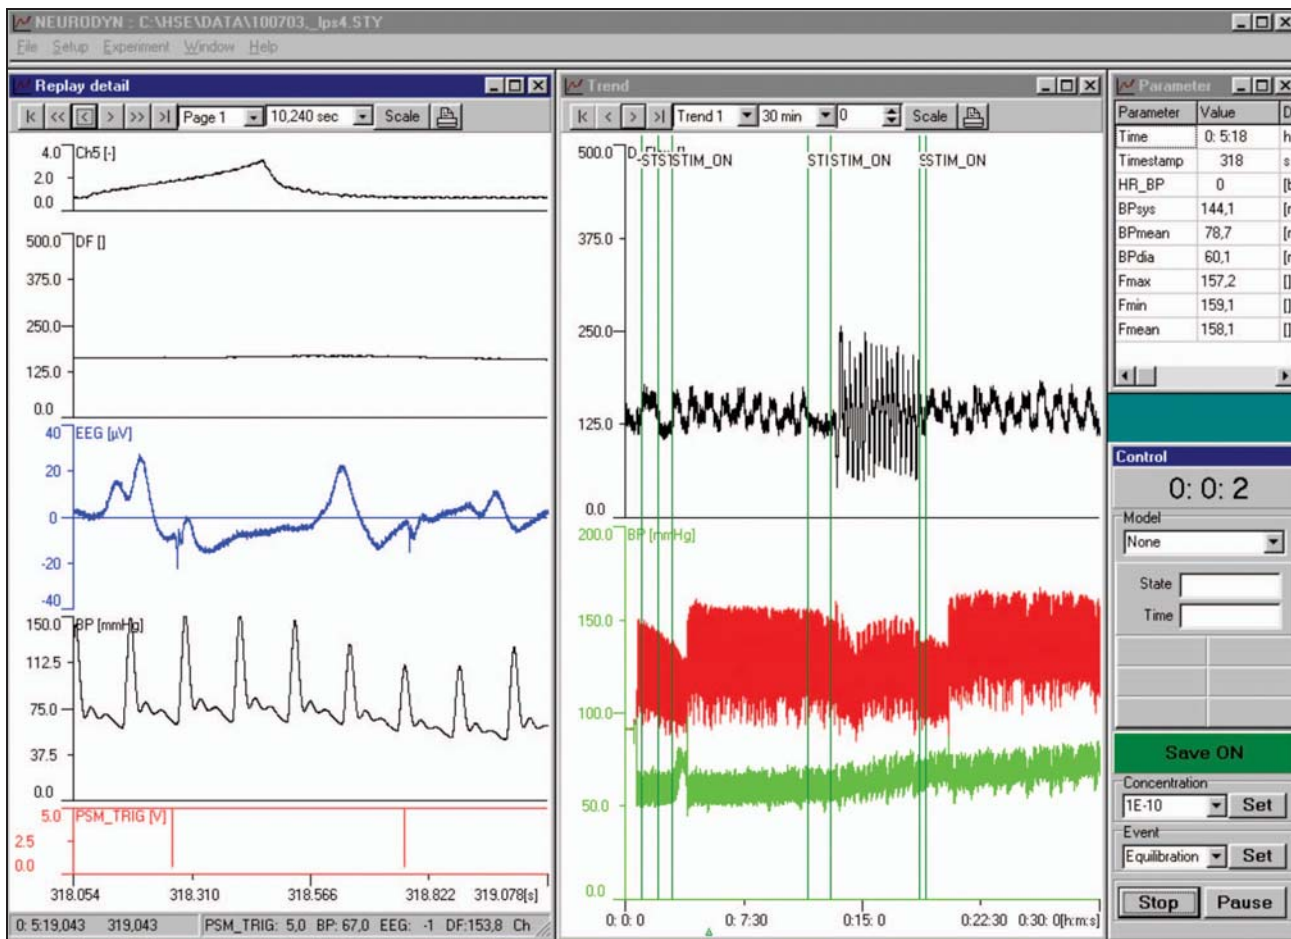 NEURODYN : C:\HSE\DATA\100703,_lps4.STY
File Setup Experiment Window Help
Replay detail
Page 1 10,240 sec Scale
4.0 Ch5 [-]
2.0
0.0
500.0 DF []
375.0
250.0
125.0
0.0
40 EEG [µV]
20
0
-20
-40
150.0 BP [mmHg]
112.5
75.0
37.5
0.0
5.0 PSM_TRIG [V]
2.5
0.0
318.054 318.310 318.566 318.822 319.078[s]
0: 5:19,043 319,043 PSM_TRIG: 5,0 BP: 67,0 EEG: -1 DF:153,8 Ch
Trend
Trend 1 30 min 0 Scale
500.0
STIM_ON STIM_ON STIM_ON
375.0
250.0
125.0
0.0
200.0 BP [mmHg]
150.0
100.0
50.0
0.0
0: 0: 0 0:7:30 0:15: 0 0:22:30 0:30: 0[h:m:s]
Parameter
Parameter Value D
Time 0: 5:18 h
Timestamp 318 s
HR_BP 0
BPsys 144,1
BPmean 78,7
BPdia 60,1
Fmax 157,2 []
Fmin 159,1 []
Fmean 158,1 []
Control
0: 0: 2
Model
None
State
Time
Save ON
Concentration
1E-10 Set
Event
Equilibration Set
Stop Pause